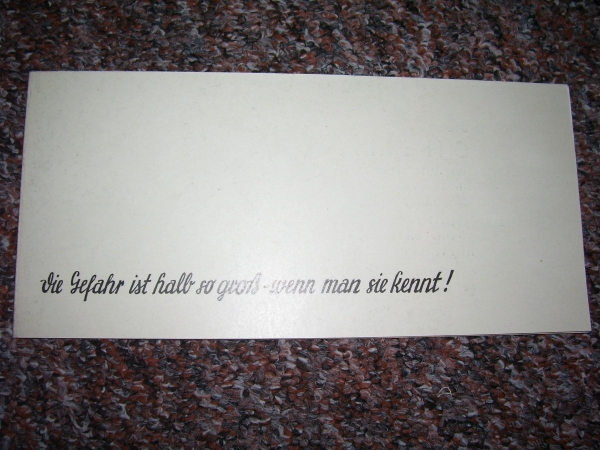 die Gefahr ist halb so groß - wenn man sie kennt!